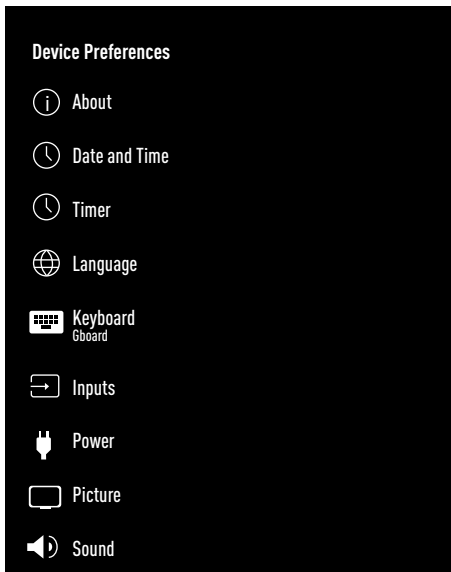 Device Preferences
About
Date and Time
Timer
Language
Keyboard
Gboard
Inputs
Power
Picture
Sound